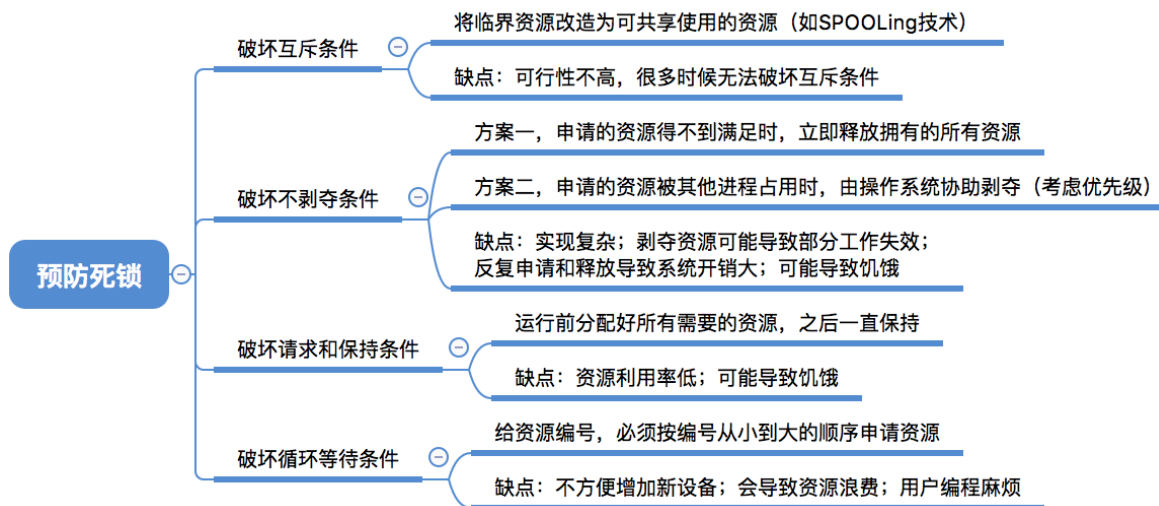 预防死锁
破坏互斥条件
将临界资源改造为可共享使用的资源（如SPOOLing技术）
缺点：可行性不高，很多时候无法破坏互斥条件
破坏不剥夺条件
方案一，申请的资源得不到满足时，立即释放拥有的所有资源
方案二，申请的资源被其他进程占用时，由操作系统协助剥夺（考虑优先级）
缺点：实现复杂；剥夺资源可能导致部分工作失效；
反复申请和释放导致系统开销大；可能导致饥饿
破坏请求和保持条件
运行前分配好所有需要的资源，之后一直保持
缺点：资源利用率低；可能导致饥饿
破坏循环等待条件
给资源编号，必须按编号从小到大的顺序申请资源
缺点：不方便增加新设备；会导致资源浪费；用户编程麻烦